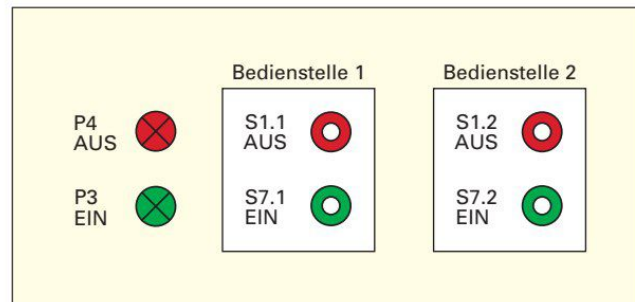 Bedienstelle 1
Bedienstelle 2
P4
AUS
S1.1
AUS
S1.2
AUS
P3
EIN
S7.1
EIN
S7.2
EIN